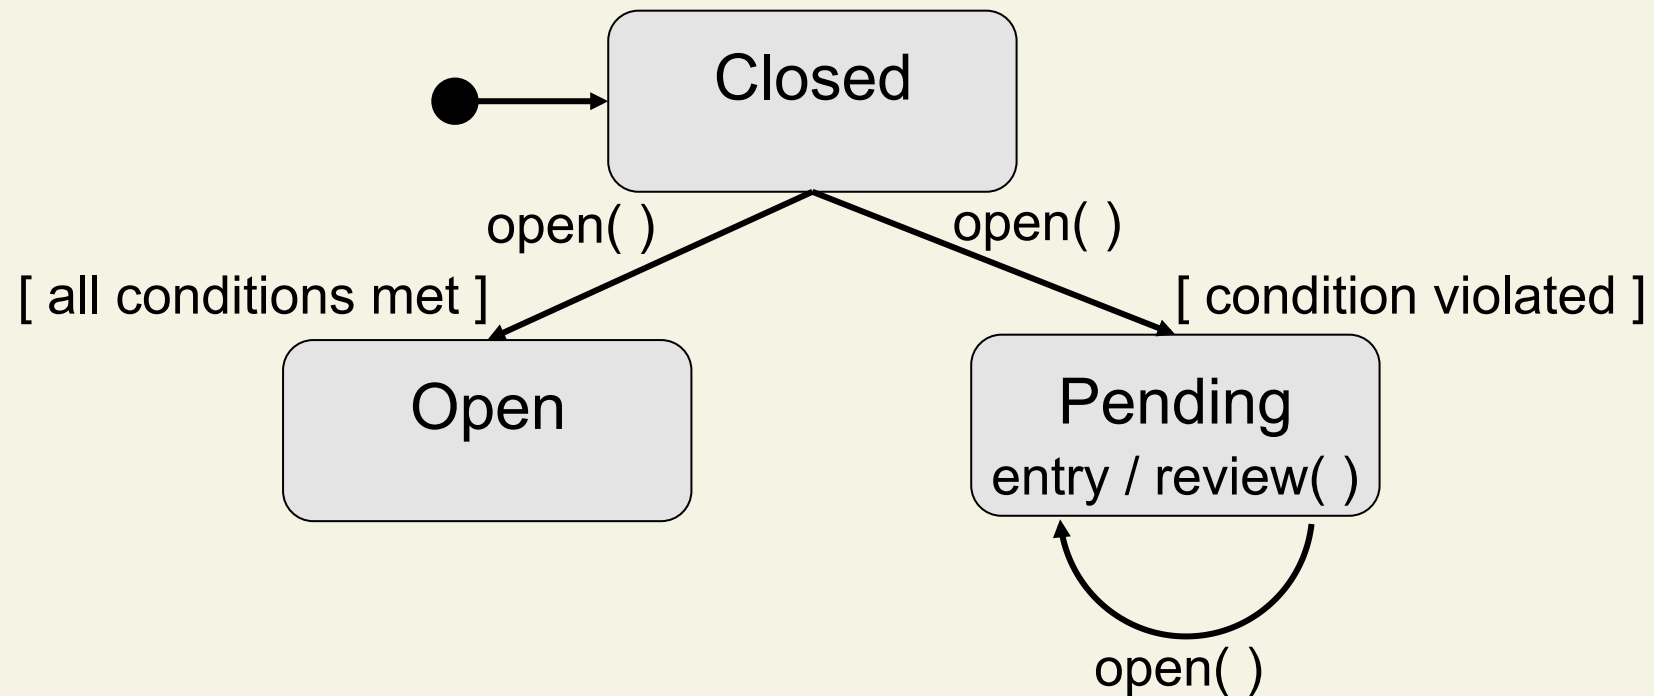 Closed
open( )
open( )
[ all conditions met ]
[ condition violated ]
Open
Pending
entry / review( )
open( )